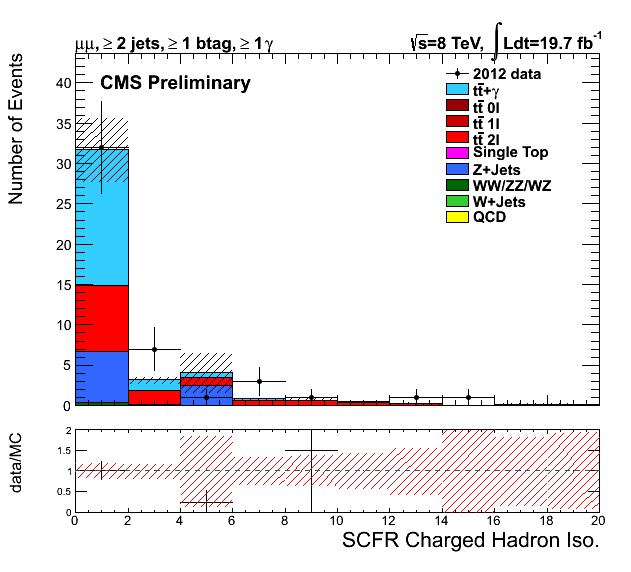 μμ, ≥ 2 jets, ≥ 1 btag, ≥ 1 γ
√s=8 TeV, ∫ Ldt=19.7 fb⁻¹
CMS Preliminary
2012 data
tt̄+γ
tt̄ 0l
tt̄ 1l
tt̄ 2l
Single Top
Z+Jets
WW/ZZ/WZ
W+Jets
QCD
Number of Events
40
35
30
25
20
15
10
5
0
data/MC
2
1.5
1
0.5
0
0 2 4 6 8 10 12 14 16 18 20
SCFR Charged Hadron Iso.